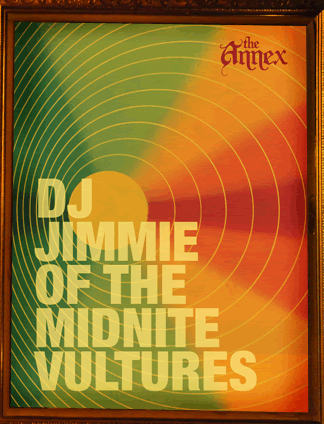 the
Annex
DJ
JIMMIE
OF THE
MIDNITE
VULTURES